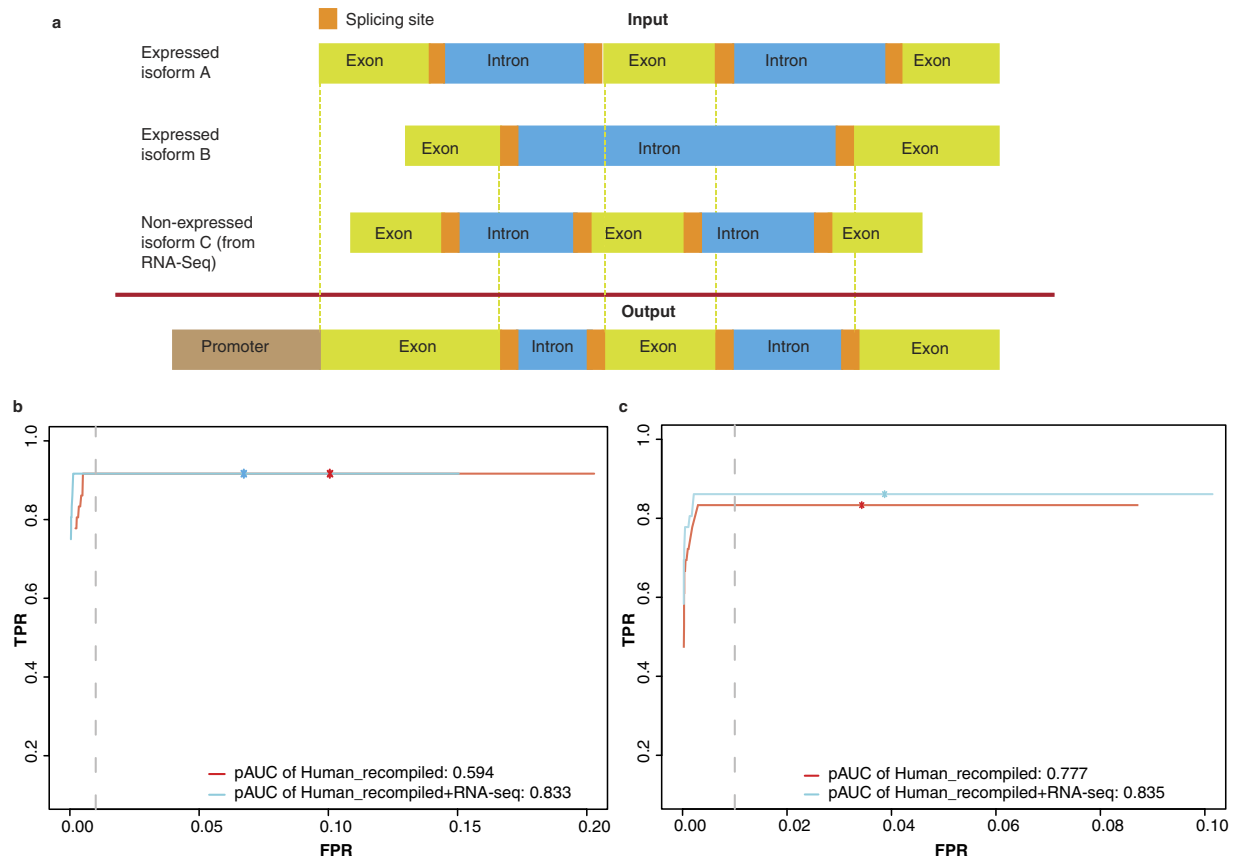 a
Splicing site
Input
Expressed
isoform A
Exon
Intron
Exon
Intron
Exon
Expressed
isoform B
Exon
Intron
Exon
Non-expressed
isoform C (from
RNA-Seq)
Exon
Intron
Exon
Intron
Exon
Output
Promoter
Exon
Intron
Exon
Intron
Exon
b
1.0
0.8
0.6
0.4
0.2
TPR
pAUC of Human_recompiled: 0.594
pAUC of Human_recompiled+RNA-seq: 0.833
0.00 0.05 0.10 0.15 0.20
FPR
c
1.0
0.8
0.6
0.4
0.2
TPR
pAUC of Human_recompiled: 0.777
pAUC of Human_recompiled+RNA-seq: 0.835
0.00 0.02 0.04 0.06 0.08 0.10
FPR